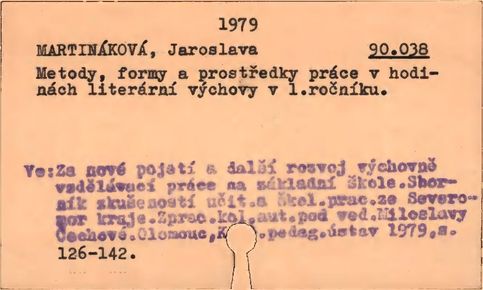 1979
MARTINÁKOVÁ, Jaroslava 90.038
Metody, formy a prostředky práce v hodi-
nách literární výchovy v 1.ročníku.
Ve:Za nové pojetí a další rozvoj výchovně
vzdělávací práce na základní škole.Sbor-
ník zkušeností učit.a škol.prac.ze Severo-
mor kraje.Zprac.kol.aut.pod ved.Miloslavy
Čechové.Olomouc,K .pedag.ústav 1979,s.
126-142.